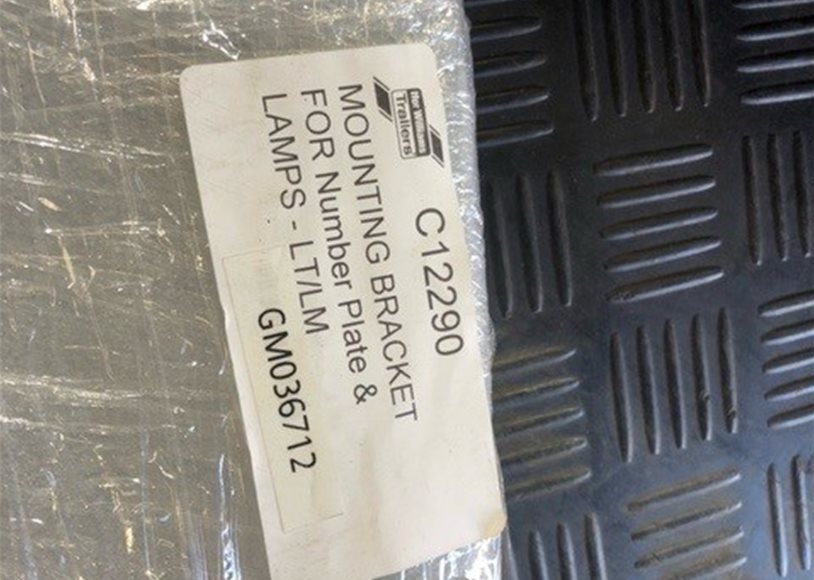 Ifor Williams
Trailers
C12290
MOUNTING BRACKET
FOR Number Plate &
LAMPS - LT/LM
GM036712